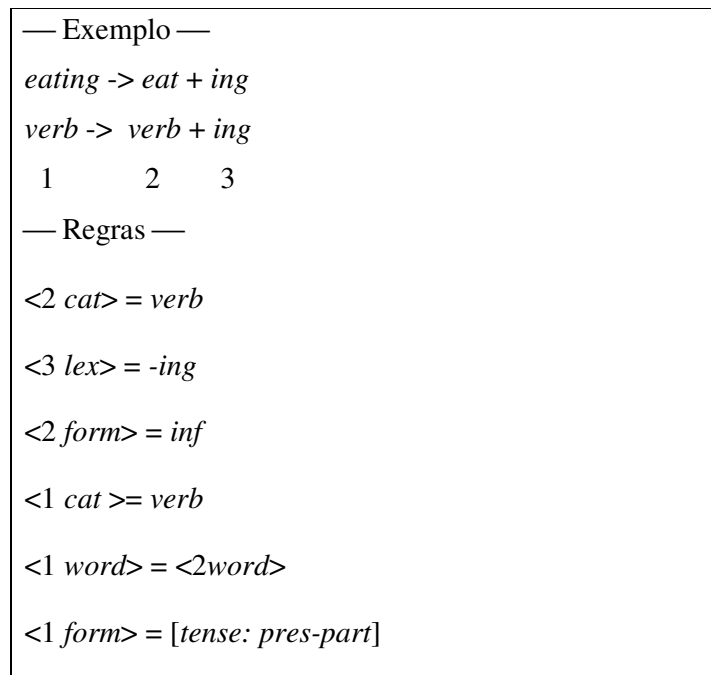 — Exemplo —
eating -> eat + ing
verb -> verb + ing
1 2 3
— Regras —
<2 cat> = verb
<3 lex> = -ing
<2 form> = inf
<1 cat >= verb
<1 word> = <2word>
<1 form> = [tense: pres-part]